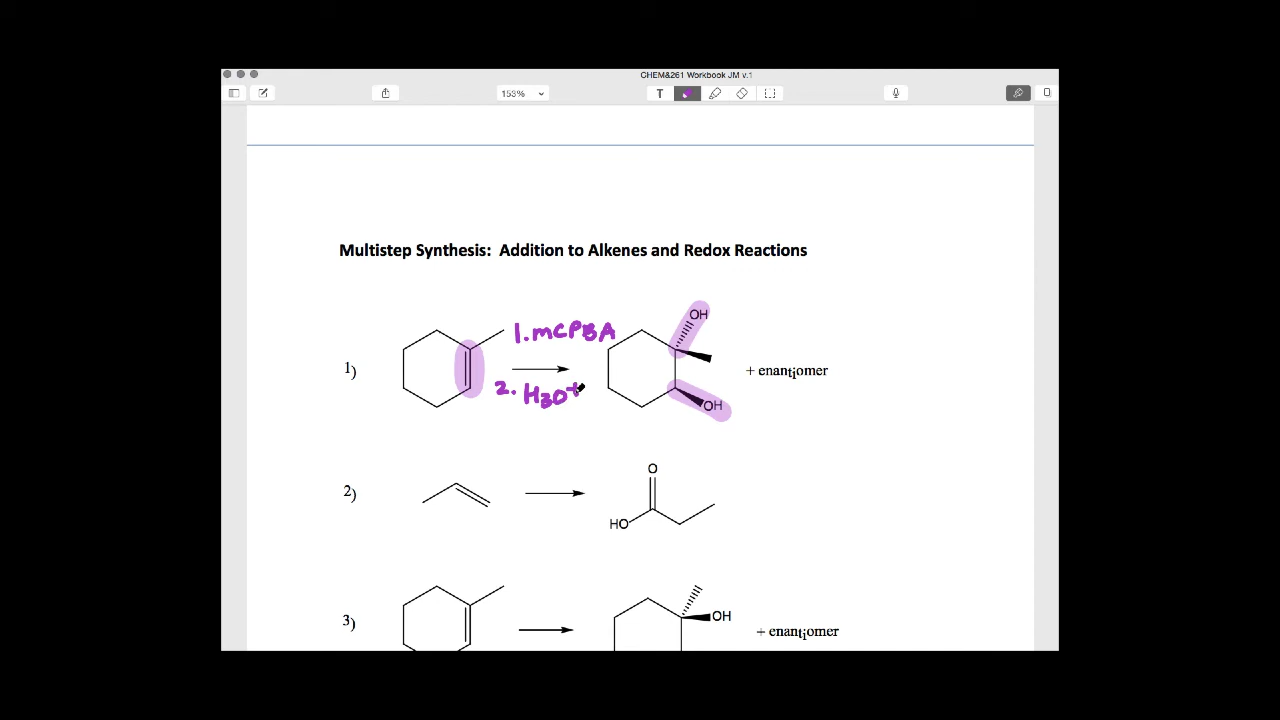 CHEM&261 Workbook JM v.1
153%
T
Multistep Synthesis: Addition to Alkenes and Redox Reactions
1)
1. mCPBA
2. H3O+
OH
OH
+ enantiomer
2)
O
HO
3)
OH
+ enantiomer